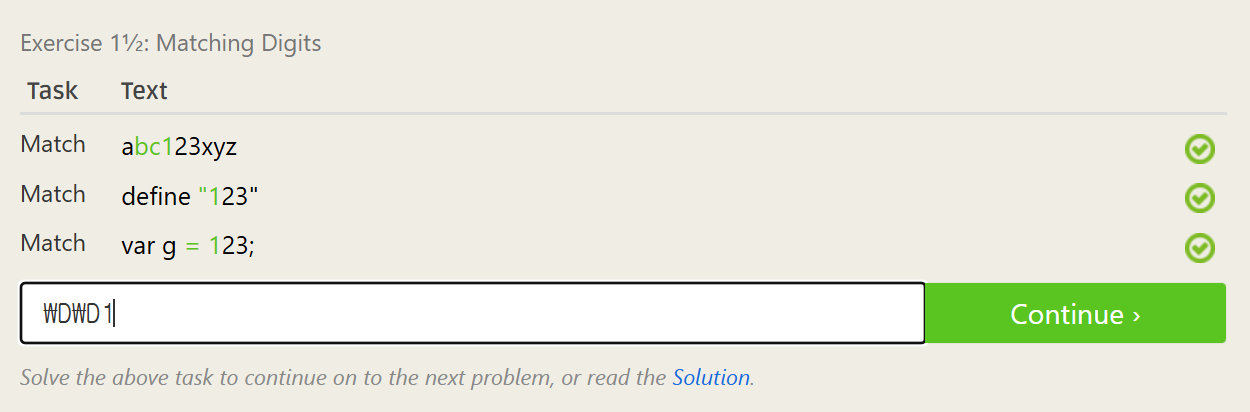 Exercise 1½: Matching Digits
Task Text
Match abc123xyz
Match define "123"
Match var g = 123;
₩D₩D1
Continue ›
Solve the above task to continue on to the next problem, or read the Solution.